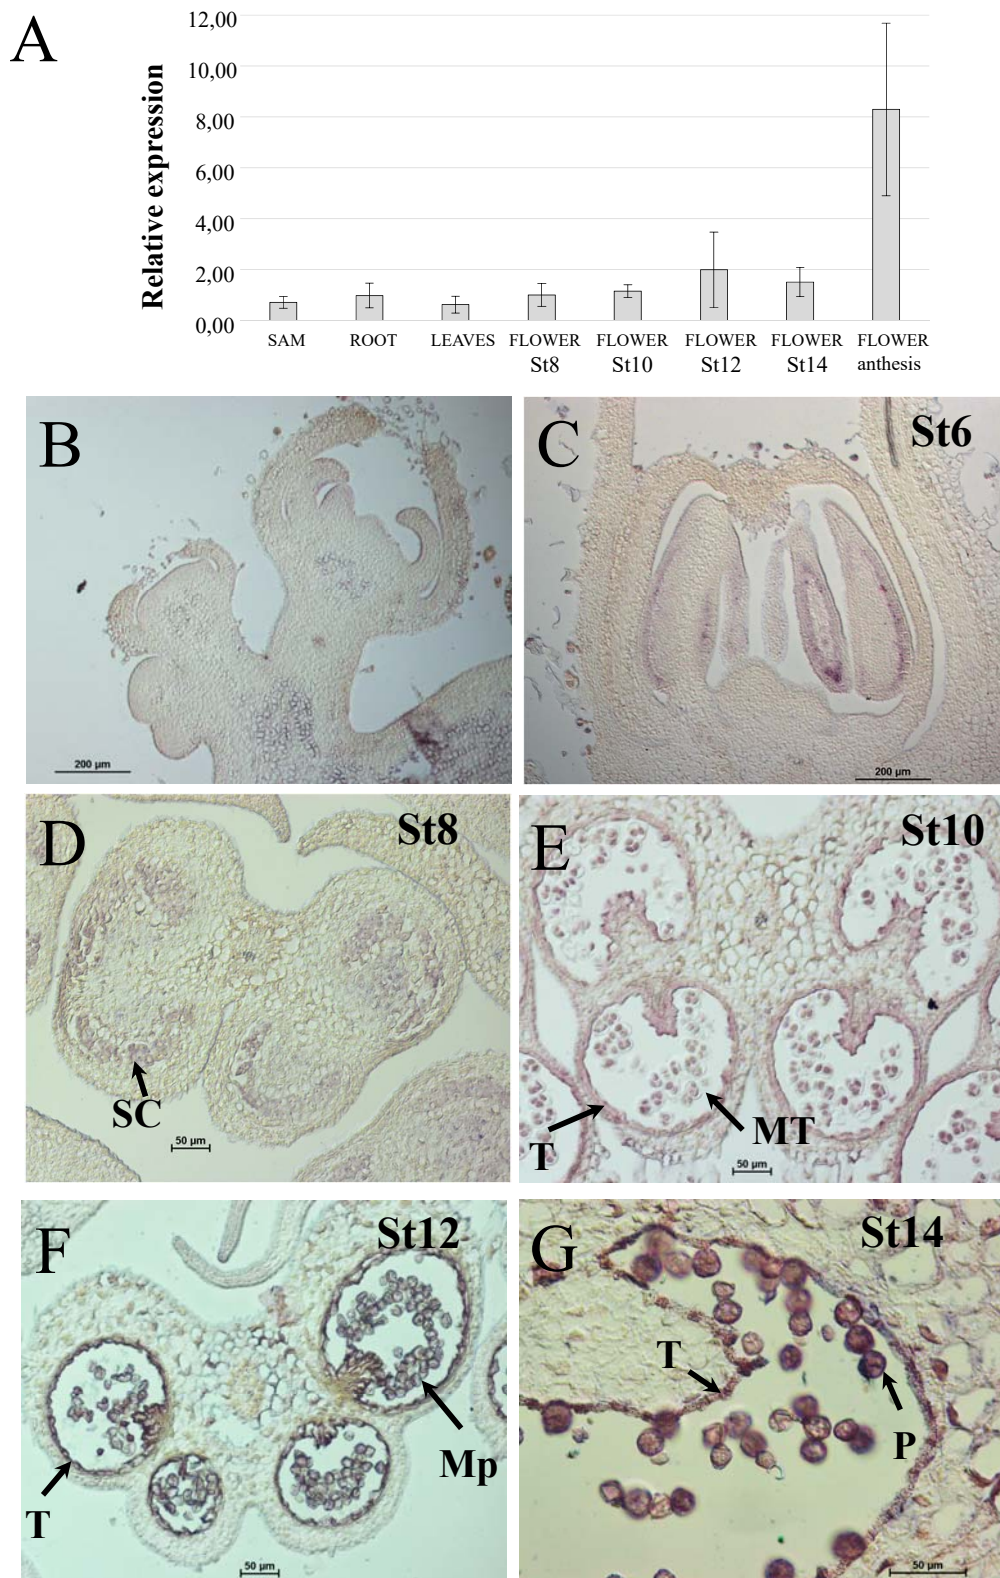 A
Relative expression
12,00
10,00
8,00
6,00
4,00
2,00
0,00
SAM ROOT LEAVES FLOWER FLOWER FLOWER FLOWER FLOWER
St8 St10 St12 St14 anthesis
B
200 µm
C
St6
200 µm
D
St8
SC
50 µm
E
St10
T
MT
50 µm
F
St12
T
Mp
50 µm
G
St14
T
P
50 µm